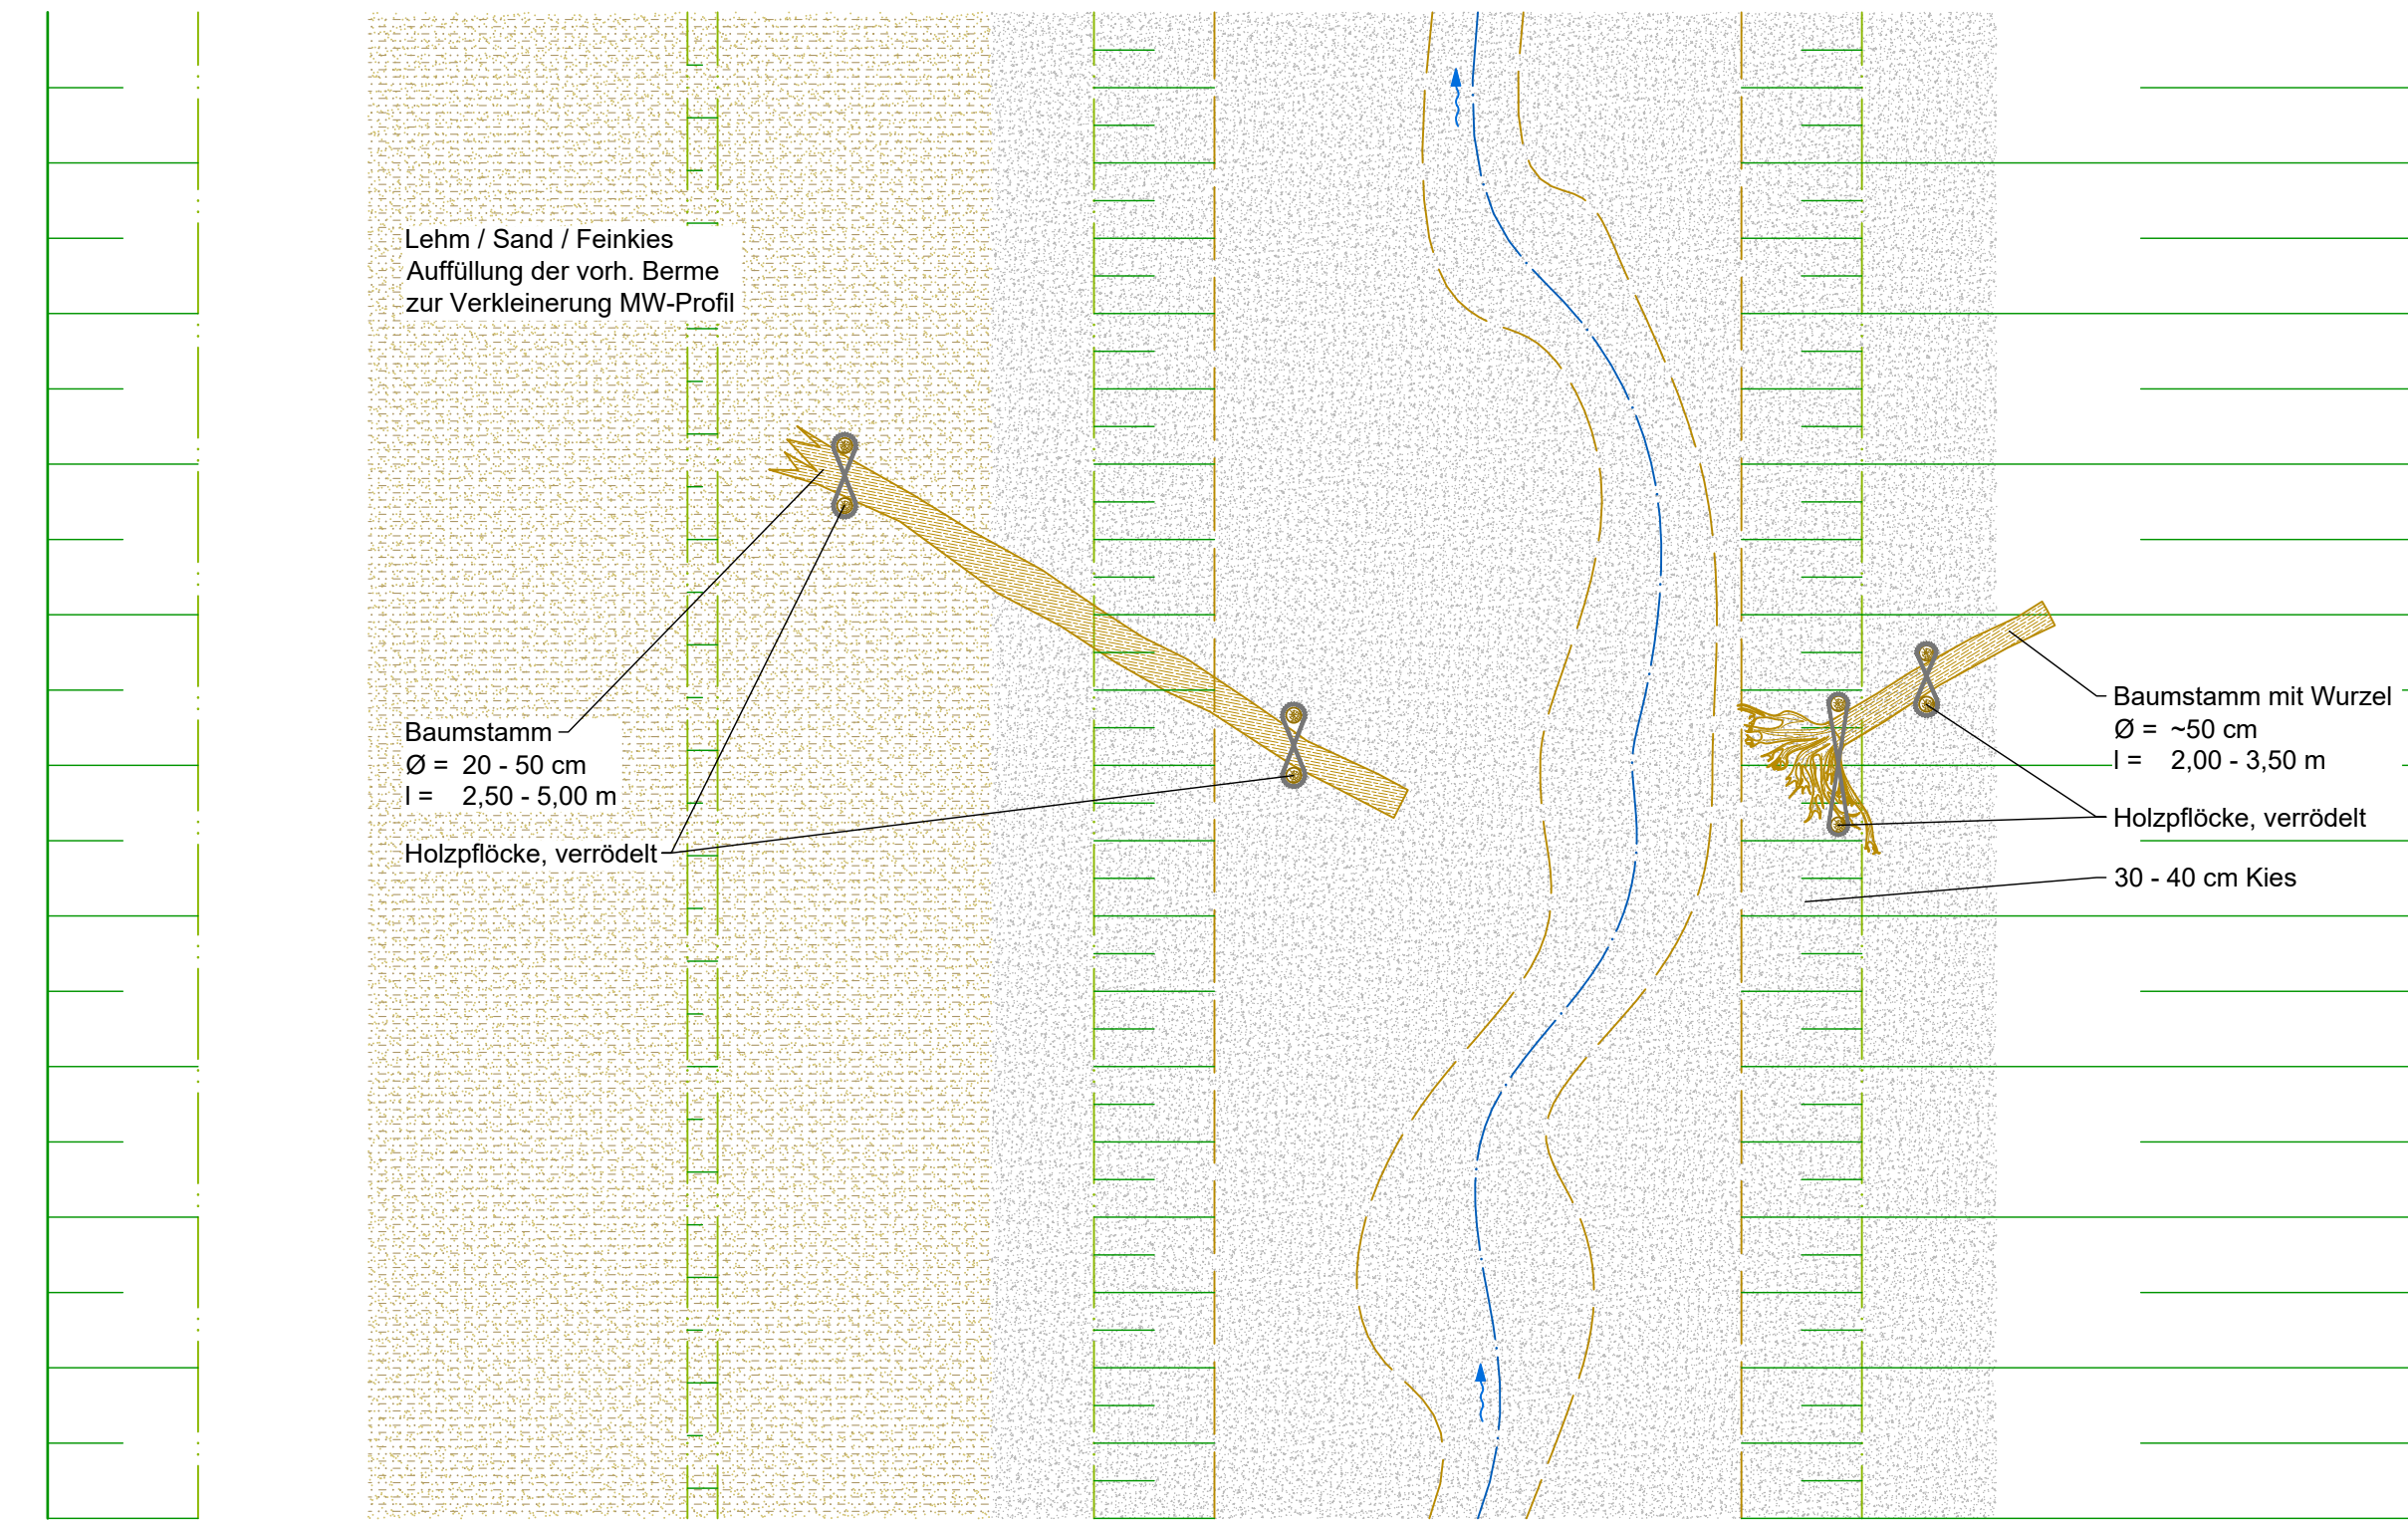 Lehm / Sand / Feinkies
Auffüllung der vorh. Berme
zur Verkleinerung MW-Profil
Baumstamm
Ø = 20 - 50 cm
l = 2,50 - 5,00 m
Holzpflöcke, verrödelt
Baumstamm mit Wurzel
Ø = ~50 cm
l = 2,00 - 3,50 m
Holzpflöcke, verrödelt
30 - 40 cm Kies